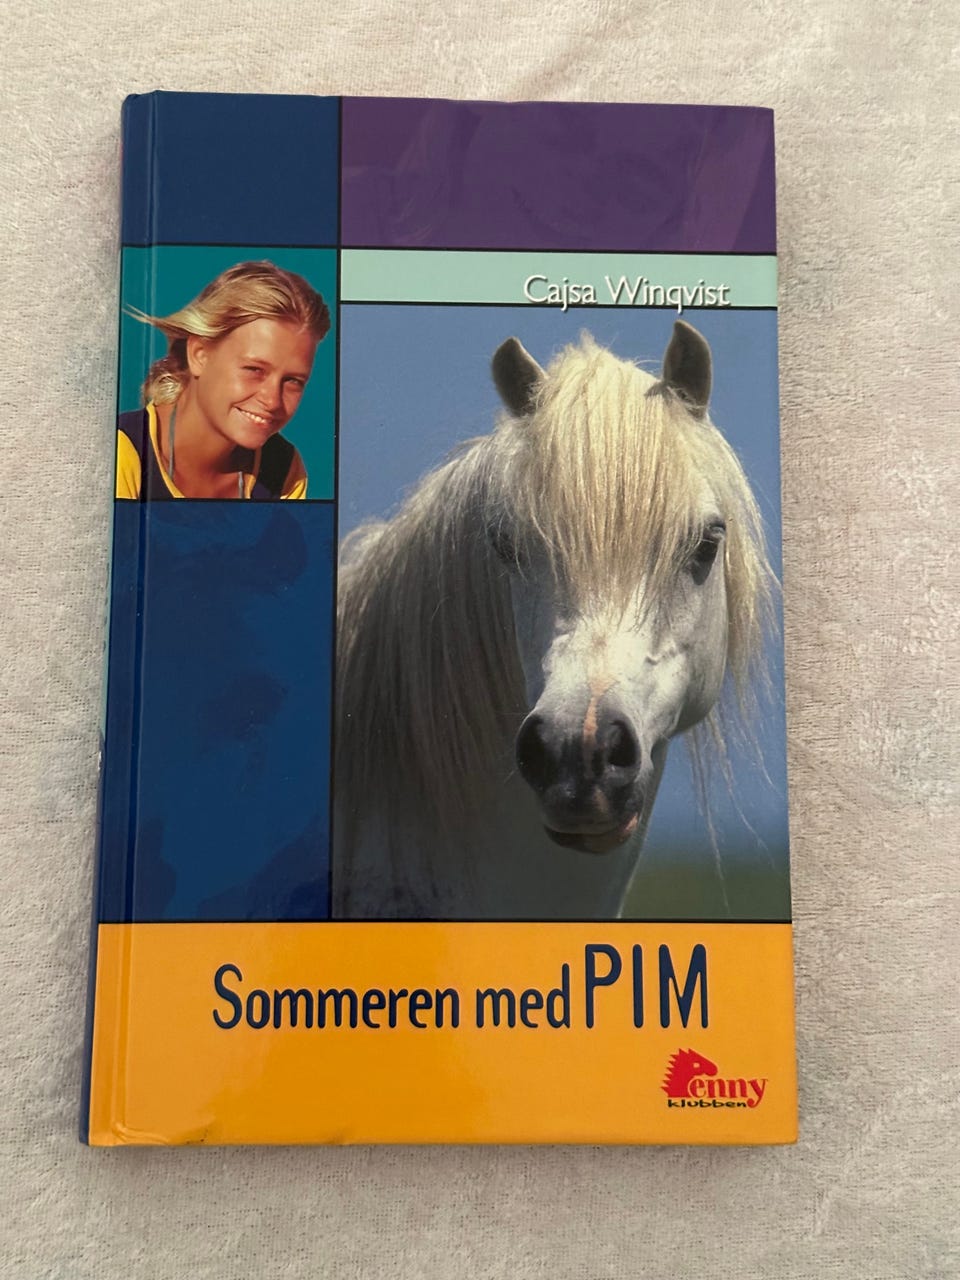 Cajsa Winqvist
Sommeren med PIM
Penny
klubben